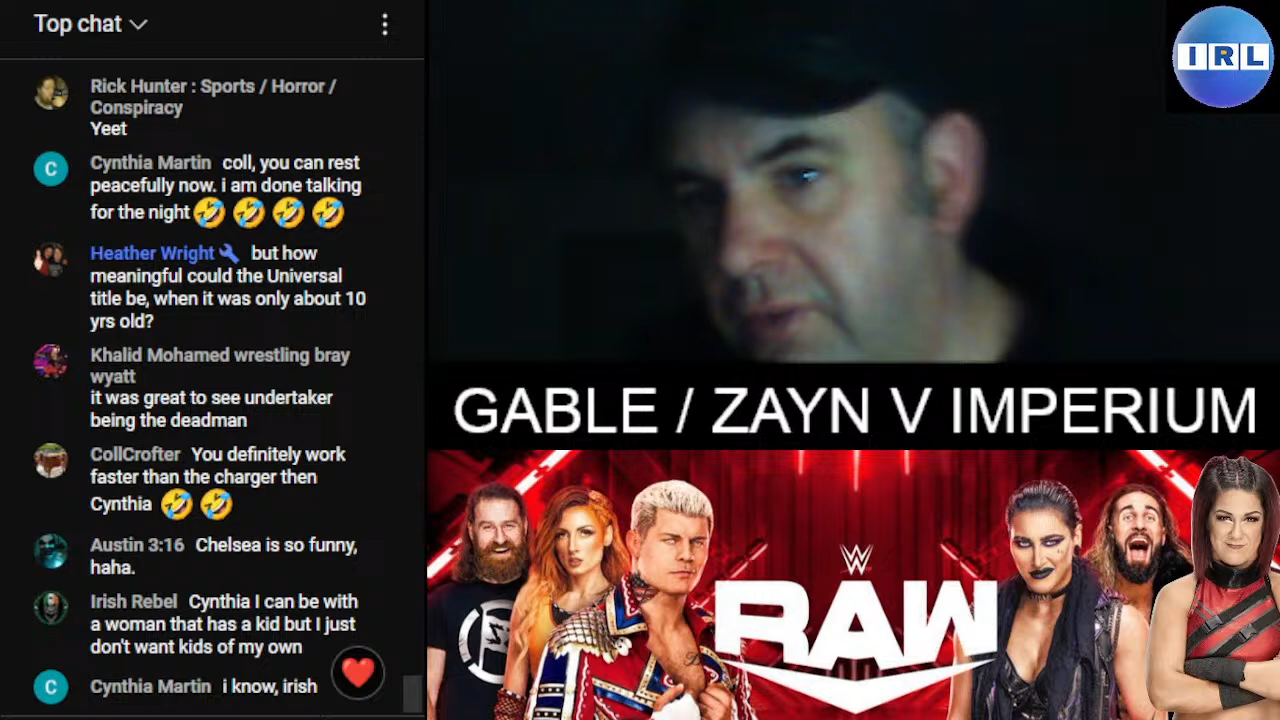 Top chat
Rick Hunter : Sports / Horror /
Conspiracy
Yeet
C
Cynthia Martin coll, you can rest
peacefully now. i am done talking
for the night🤣 🤣 🤣 🤣
Heather Wright but how
meaningful could the Universal
title be, when it was only about 10
yrs old?
Khalid Mohamed wrestling bray
wyatt
it was great to see undertaker
being the deadman
CollCrofter You definitely work
faster than the charger then
Cynthia 🤣 🤣
Austin 3:16 Chelsea is so funny,
haha.
Irish Rebel Cynthia I can be with
a woman that has a kid but I just
don't want kids of my own
C
Cynthia Martin i know, irish
IRL
GABLE / ZAYN V IMPERIUM
W
RAW